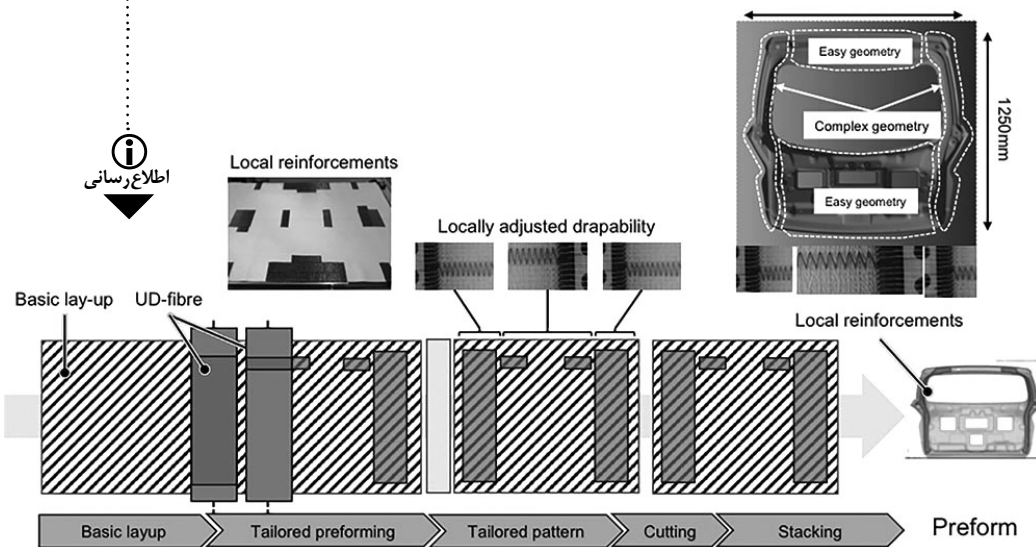 اطلاع‌رسانی
Local reinforcements
Locally adjusted drapability
Easy geometry
Complex geometry
Easy geometry
1250mm
Basic lay-up
UD-fibre
Local reinforcements
Basic layup
Tailored preforming
Tailored pattern
Cutting
Stacking
Preform